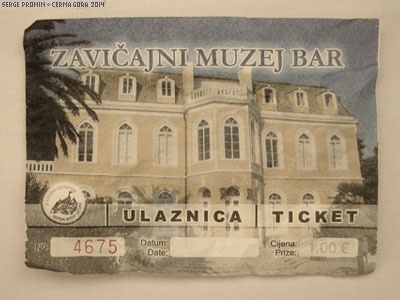 SERGE PRONIN © CERNA GORA 2014
ZAVIČAJNI MUZEJ BAR
ULAZNICA | TICKET
No 4675 Datum: Date: Cijena: Prize: 1.00 €